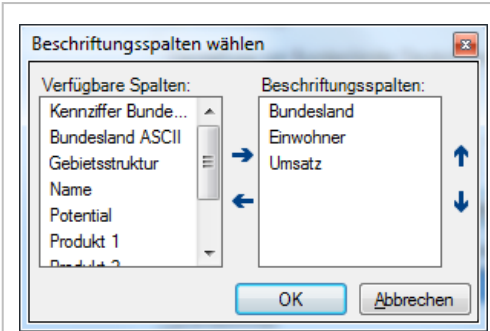 Beschriftungsspalten wählen
Verfügbare Spalten:
Kennziffer Bunde...
Bundesland ASCII
Gebietsstruktur
Name
Potential
Produkt 1
Beschriftungsspalten:
Bundesland
Einwohner
Umsatz
OK
Abbrechen